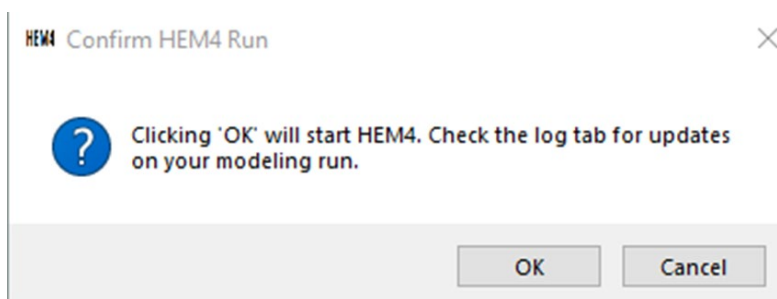 HEM4 Confirm HEM4 Run
Clicking 'OK' will start HEM4. Check the log tab for updates
on your modeling run.
OK Cancel